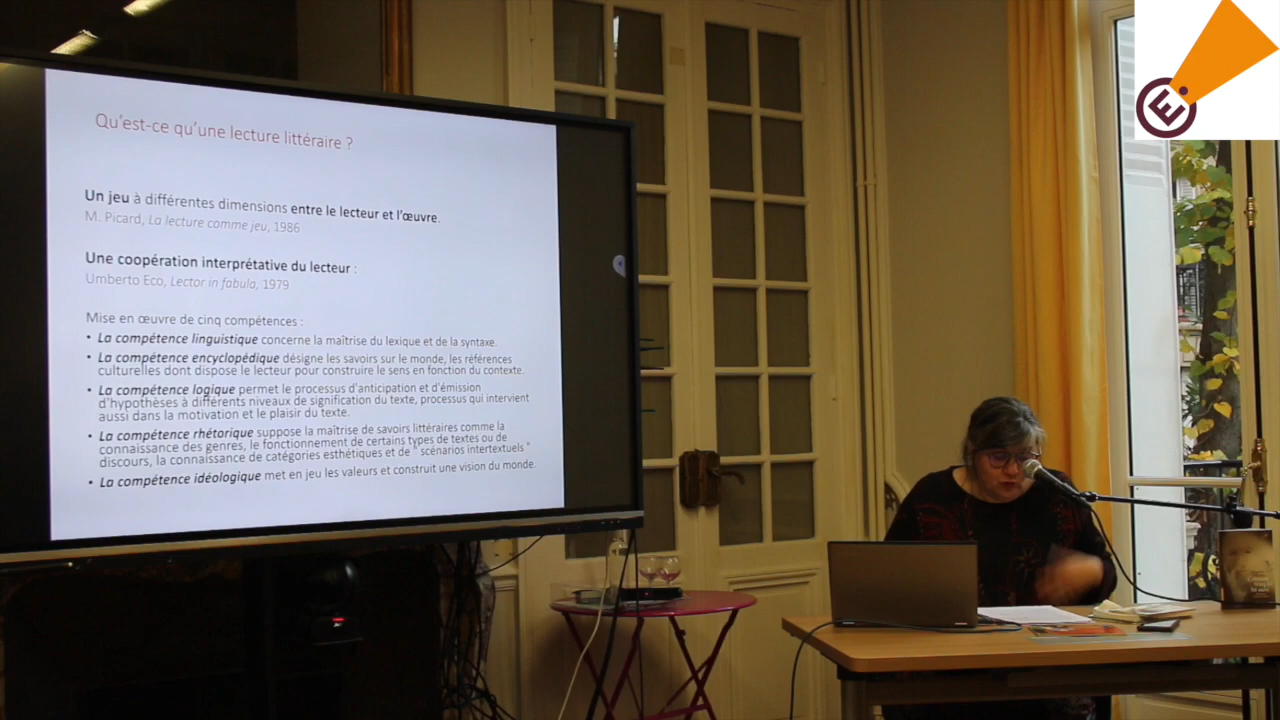 Qu'est-ce qu'une lecture littéraire ?
Un jeu à différentes dimensions entre le lecteur et l'œuvre.
M. Picard, La lecture comme jeu, 1986
Une coopération interprétative du lecteur :
Umberto Eco, Lector in fabula, 1979
Mise en œuvre de cinq compétences :
• La compétence linguistique concerne la maîtrise du lexique et de la syntaxe.
• La compétence encyclopédique désigne les savoirs sur le monde, les références
culturelles dont dispose le lecteur pour construire le sens en fonction du contexte.
• La compétence logique permet le processus d'anticipation et d'émission
d'hypothèses à différents niveaux de signification du texte, processus qui intervient
aussi dans la motivation et le plaisir du texte.
• La compétence rhétorique suppose la maîtrise de savoirs littéraires comme la
connaissance des genres, le fonctionnement de certains types de textes ou de
discours, la connaissance de catégories esthétiques et de " scénarios intertextuels "
• La compétence idéologique met en jeu les valeurs et construit une vision du monde.
E